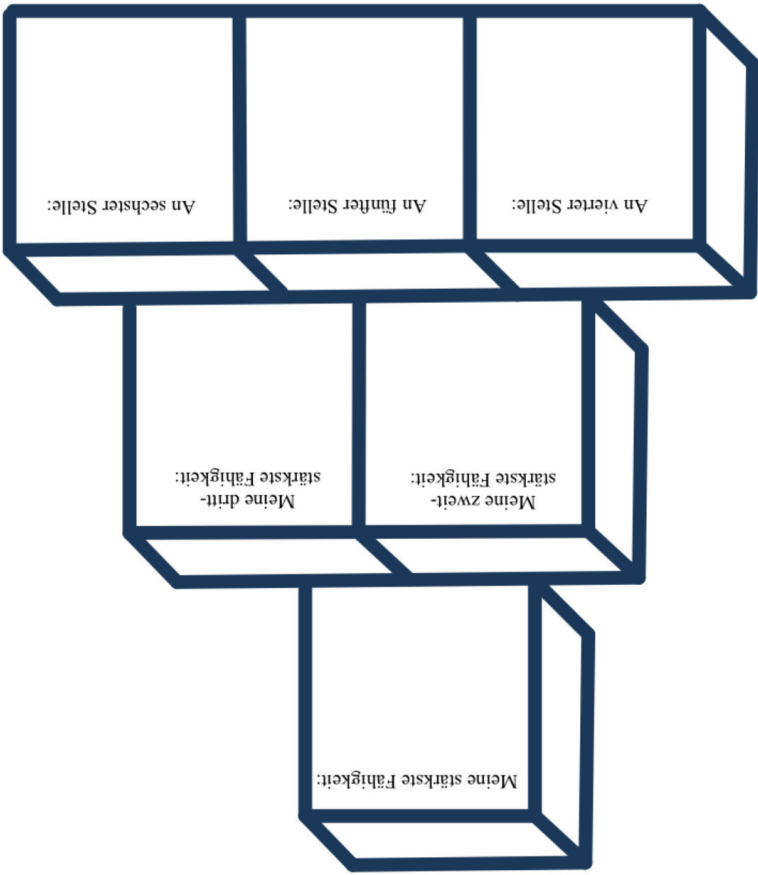 Meine stärkste Fähigkeit:
Meine zweit-
stärkste Fähigkeit:
Meine dritt-
stärkste Fähigkeit:
An vierter Stelle:
An fünfter Stelle:
An sechster Stelle: